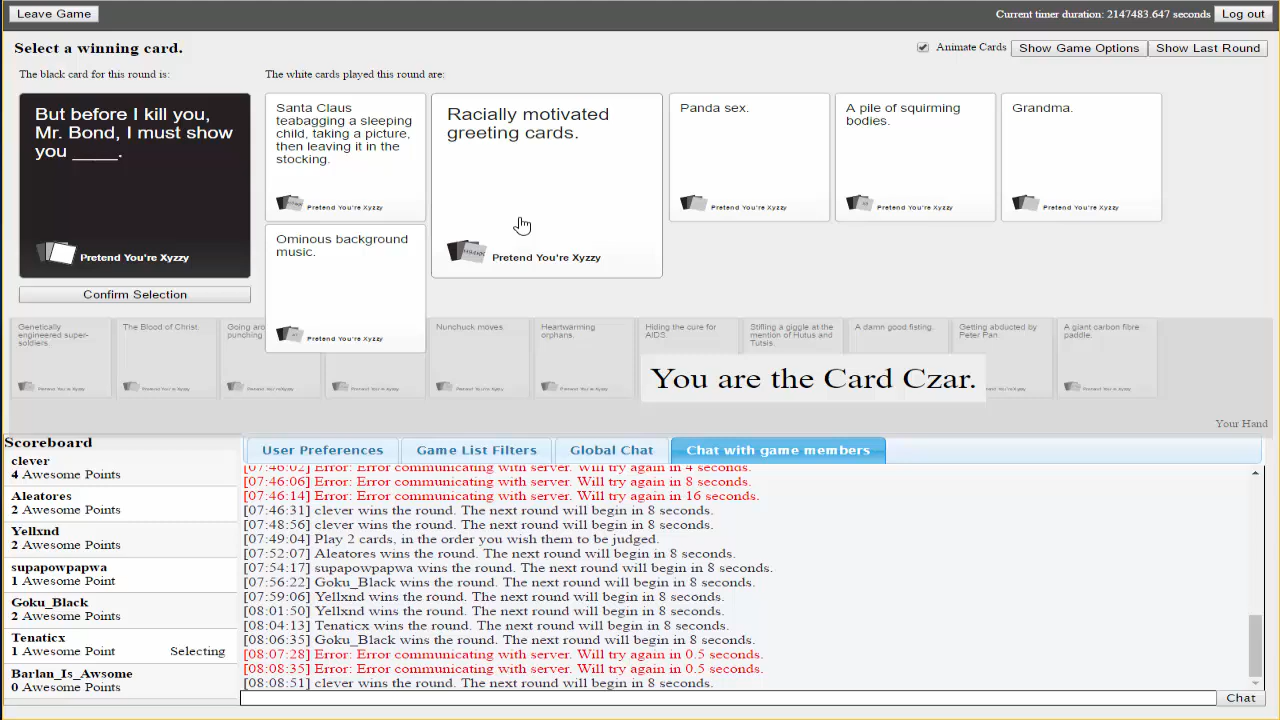 Leave Game
Current timer duration: 2147483.647 seconds
Log out
Select a winning card.
Animate Cards
Show Game Options
Show Last Round
The black card for this round is:
The white cards played this round are:
But before I kill you,
Mr. Bond, I must show
you ____.
Pretend You're Xyzzy
Confirm Selection
Santa Claus
teabagging a sleeping
child, taking a picture,
then leaving it in the
stocking.
Pretend You're Xyzzy
Racially motivated
greeting cards.
Pretend You're Xyzzy
Panda sex.
Pretend You're Xyzzy
A pile of squirming
bodies.
Pretend You're Xyzzy
Grandma.
Pretend You're Xyzzy
Ominous background
music.
Pretend You're Xyzzy
Genetically
engineered super-
soldiers
The Blood of Christ.
Going aro
punching
Nunchuck moves
Heartwarming
orphans.
Hiding the cure for
AIDS.
Stifling a giggle at the
mention of Hutus and
Tutsis
A damn good fisting.
Getting abducted by
Peter Pan
A giant carbon fibre
paddle.
You are the Card Czar.
Your Hand
Scoreboard
clever
4 Awesome Points
Aleatores
2 Awesome Points
Yellxnd
2 Awesome Points
supapowpapwa
1 Awesome Point
Goku_Black
2 Awesome Points
Tenaticx
1 Awesome Point
Selecting
Barlan_Is_Awsome
0 Awesome Points
User Preferences
Game List Filters
Global Chat
Chat with game members
[07:46:02] Error: Error communicating with server. Will try again in 4 seconds.
[07:46:06] Error: Error communicating with server. Will try again in 8 seconds.
[07:46:14] Error: Error communicating with server. Will try again in 16 seconds.
[07:46:31] clever wins the round. The next round will begin in 8 seconds.
[07:48:56] clever wins the round. The next round will begin in 8 seconds.
[07:49:04] Play 2 cards, in the order you wish them to be judged.
[07:52:07] Aleatores wins the round. The next round will begin in 8 seconds.
[07:54:17] supapowpapwa wins the round. The next round will begin in 8 seconds.
[07:56:22] Goku_Black wins the round. The next round will begin in 8 seconds.
[07:59:06] Yellxnd wins the round. The next round will begin in 8 seconds.
[08:01:50] Yellxnd wins the round. The next round will begin in 8 seconds.
[08:04:13] Tenaticx wins the round. The next round will begin in 8 seconds.
[08:06:35] Goku_Black wins the round. The next round will begin in 8 seconds.
[08:07:28] Error: Error communicating with server. Will try again in 0.5 seconds.
[08:08:35] Error: Error communicating with server. Will try again in 0.5 seconds.
[08:08:51] clever wins the round. The next round will begin in 8 seconds.
Chat